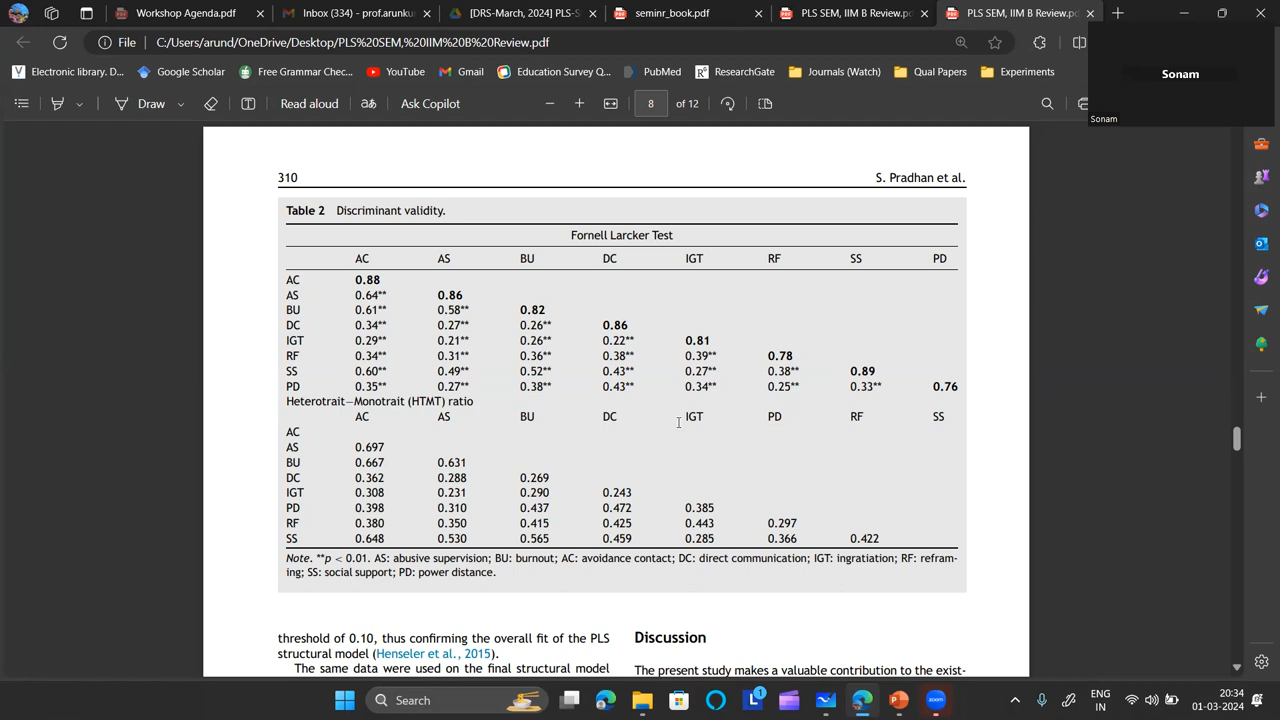 Workshop Agenda.pdf
Inbox (334) - prof.arunku
[DRS-March, 2024] PLS-S
seminr_book.pdf
PLS SEM, IIM B Review.pd
PLS SEM, IIM B Review.pd
File C:/Users/arund/OneDrive/Desktop/PLS%20SEM,%20IIM%20B%20Review.pdf
Electronic library. D... Google Scholar Free Grammar Chec... YouTube Gmail Education Survey Q... PubMed ResearchGate Journals (Watch) Qual Papers Experiments
Draw Read aloud Ask Copilot 8 of 12
Sonam
Sonam
310 S. Pradhan et al.
Table 2 Discriminant validity.
Fornell Larcker Test
AC AS BU DC IGT RF SS PD
AC 0.88
AS 0.64** 0.86
BU 0.61** 0.58** 0.82
DC 0.34** 0.27** 0.26** 0.86
IGT 0.29** 0.21** 0.26** 0.22** 0.81
RF 0.34** 0.31** 0.36** 0.38** 0.39** 0.78
SS 0.60** 0.49** 0.52** 0.43** 0.27** 0.38** 0.89
PD 0.35** 0.27** 0.38** 0.43** 0.34** 0.25** 0.33** 0.76
Heterotrait–Monotrait (HTMT) ratio
AC AS BU DC IGT PD RF SS
AC
AS 0.697
BU 0.667 0.631
DC 0.362 0.288 0.269
IGT 0.308 0.231 0.290 0.243
PD 0.398 0.310 0.437 0.472 0.385
RF 0.380 0.350 0.415 0.425 0.443 0.297
SS 0.648 0.530 0.565 0.459 0.285 0.366 0.422
Note. **p < 0.01. AS: abusive supervision; BU: burnout; AC: avoidance contact; DC: direct communication; IGT: ingratiation; RF: refram-
ing; SS: social support; PD: power distance.
threshold of 0.10, thus confirming the overall fit of the PLS
structural model (Henseler et al., 2015).
The same data were used on the final structural model
Discussion
The present study makes a valuable contribution to the exist-
Search
zoom
ENG
IN
20:34
01-03-2024